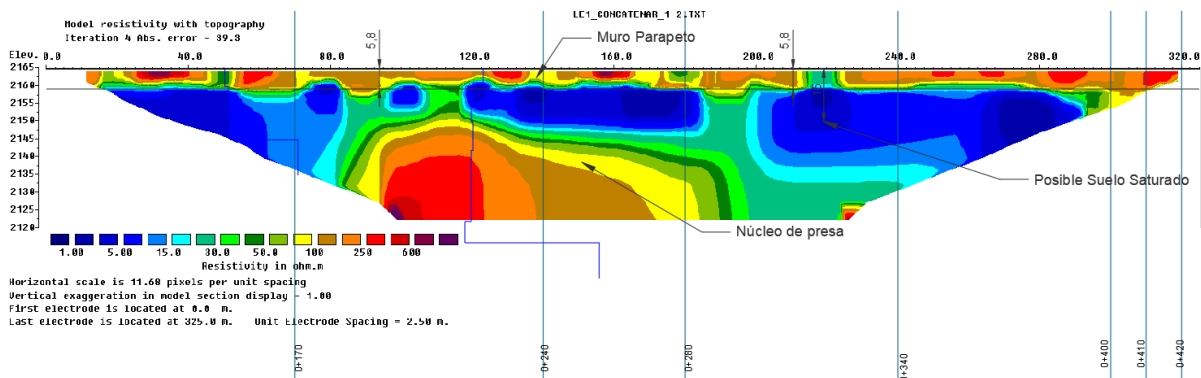 LE1_CONCATENAR_1 2.TXT
Model resistivity with topography
Iteration 4 Abs. error = 39.3
5,8
Muro Parapeto
5,8
Elev. 0.0 40.0 80.0 120.0 160.0 200.0 240.0 280.0 320.0
2165
2160
2150
2145
2140
2135
2130
2125
2120
Posible Suelo Saturado
Núcleo de presa
1.00 5.00 15.0 30.0 50.0 100 250 600
Resistivity in ohm.m
Horizontal scale is 11.68 pixels per unit spacing
Vertical exaggeration in model section display = 1.00
First electrode is located at 0.0 m.
Last electrode is located at 325.0 m. Unit Electrode Spacing = 2.50 m.
0+170
0+240
0+280
0+340
0+400
0+410
0+420